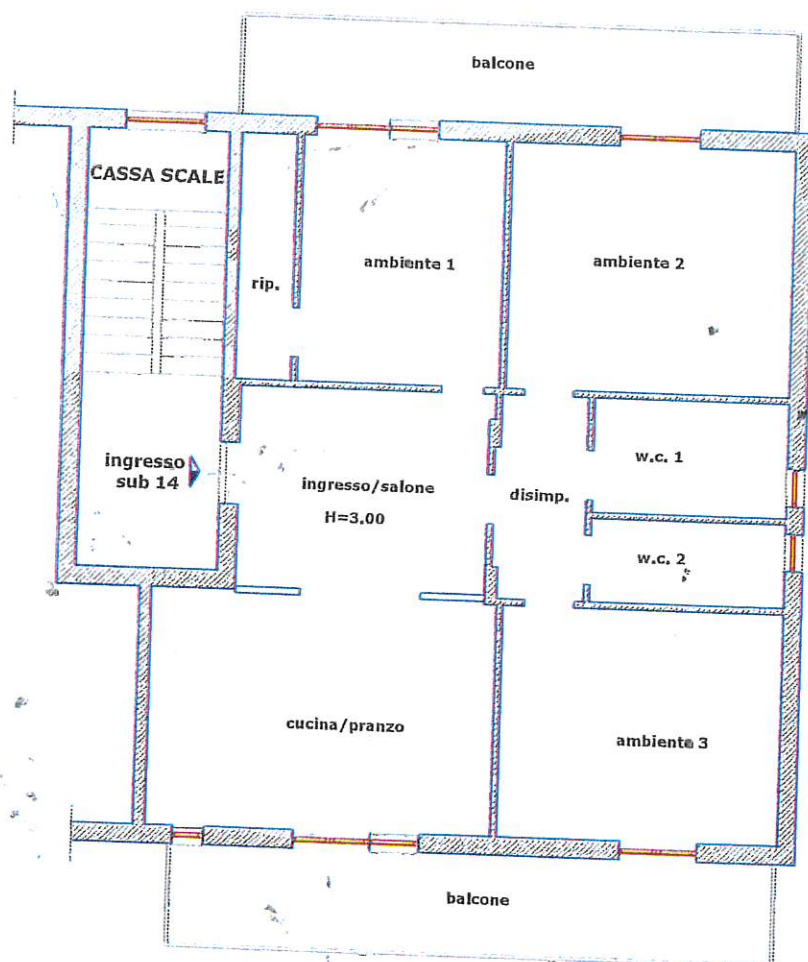 balcone
CASSA SCALE
ambiente 1
ambiente 2
rip.
w.c. 1
ingresso
sub 14
ingresso/salone
H=3.00
disimp.
w.c. 2
cucina/pranzo
ambiente 3
balcone